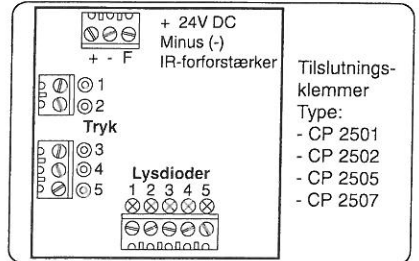 + 24V DC
Minus (-)
+ - F IR-forforstærker
1
2
Tryk
3
4
5
Lysdioder
1 2 3 4 5
Tilslutnings-
klemmer
Type:
- CP 2501
- CP 2502
- CP 2505
- CP 2507